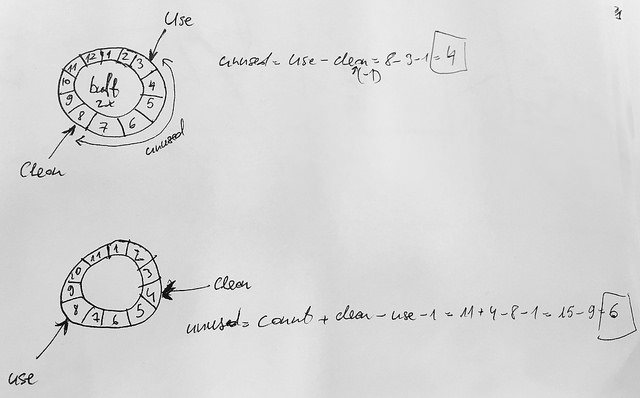 use
12 1 2 3
11 4
10 buff 5
9 2x 6
8 7
unused
Clean
unused = use - clean = 8-3-1 = 4
(-1)
11 1 2
10 3
9 4
8 7 6 5
Clean
use
unused = count + clean - use - 1 = 11+4-8-1 = 15-9 = 6